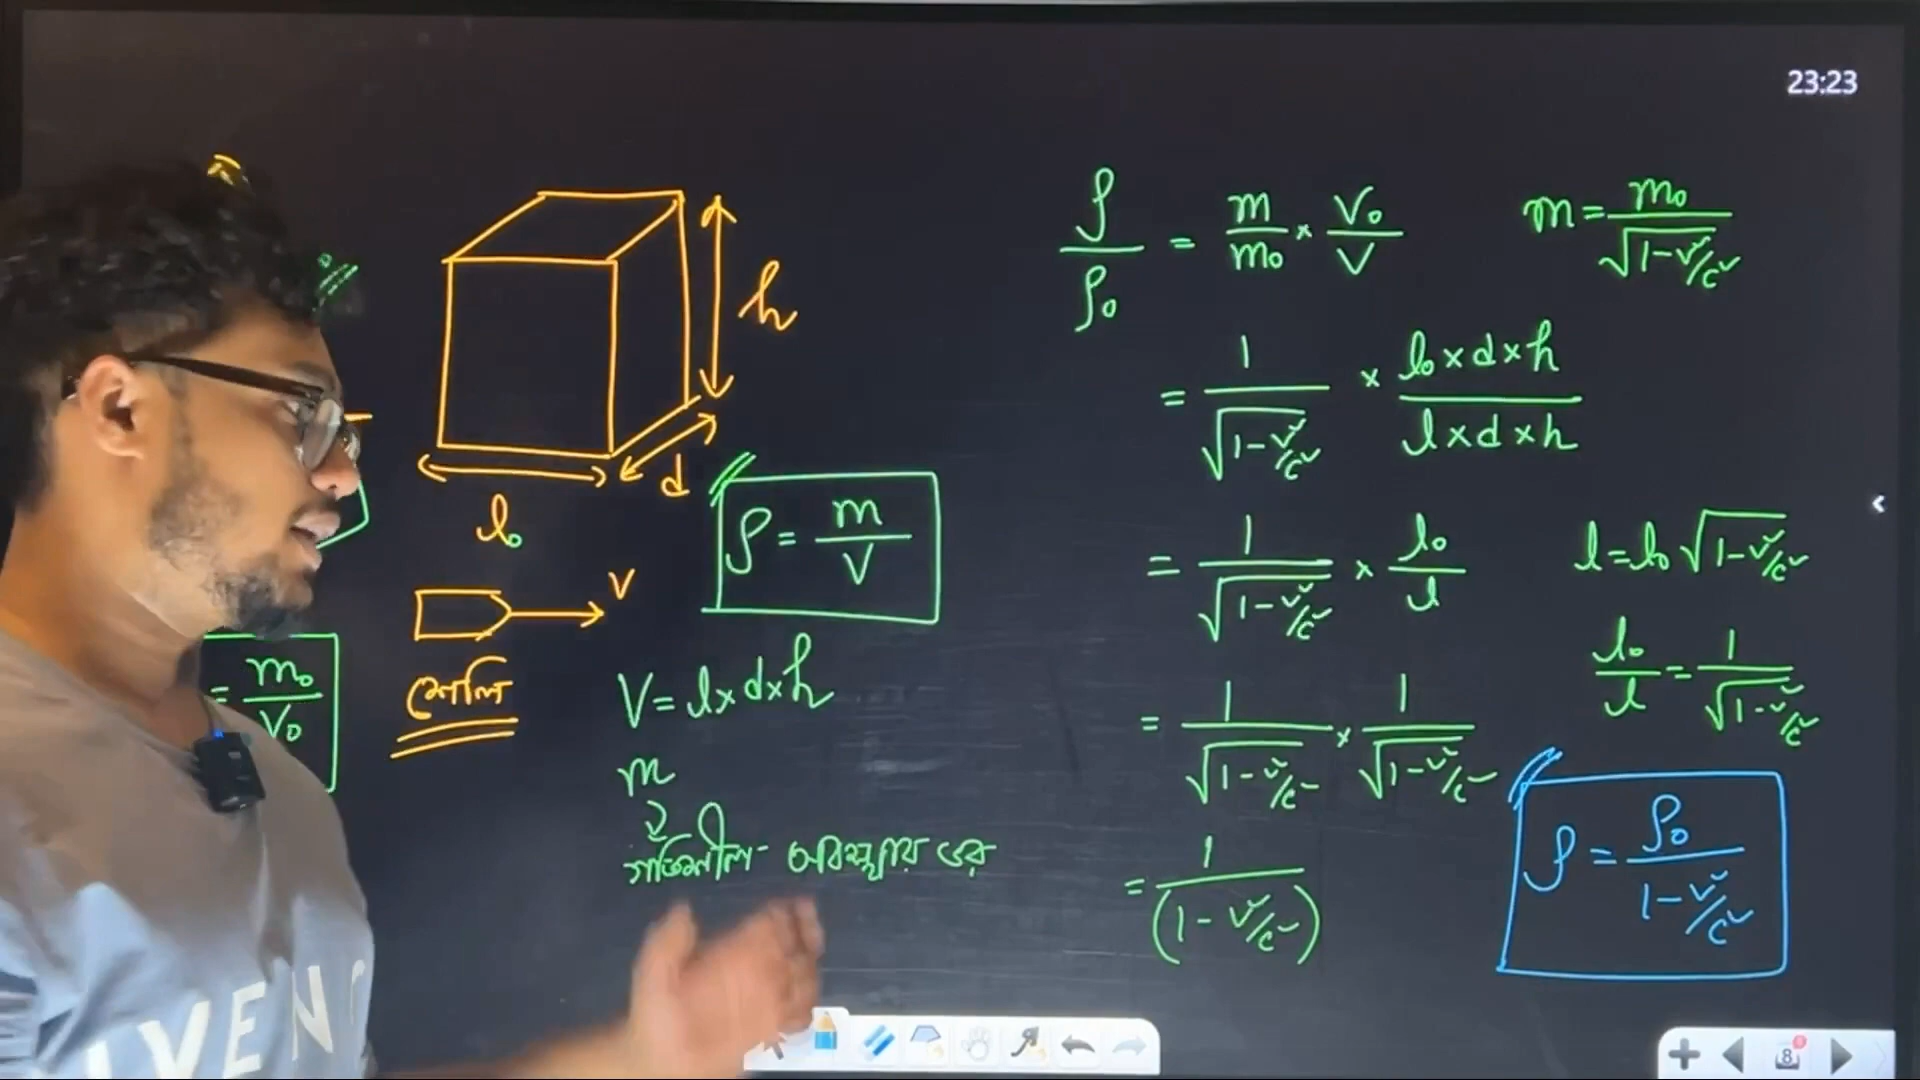 23:23
h
d
l₀
V
ρ = m/V
= m₀/V₀
V = l × d × h
m
গতিশীল অবস্থায় ভর
ρ/ρ₀ = m/m₀ × V₀/V
m = m₀/√(1-v²/c²)
= 1/√(1-v²/c²) × (l₀×d×h)/(l×d×h)
= 1/√(1-v²/c²) × l₀/l
l = l₀√(1-v²/c²)
l₀/l = 1/√(1-v²/c²)
= 1/√(1-v²/c²) × 1/√(1-v²/c²)
= 1/(1-v²/c²)
ρ = ρ₀/(1-v²/c²)
8